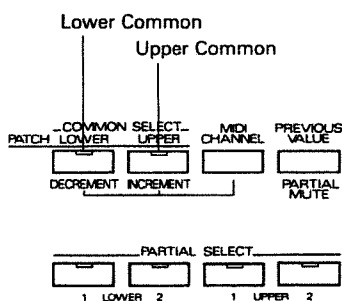 Lower Common
Upper Common
COMMON SELECT
PATCH LOWER UPPER
MIDI CHANNEL
PREVIOUS VALUE
DECREMENT INCREMENT
PARTIAL MUTE
PARTIAL SELECT
1 LOWER 2 1 UPPER 2